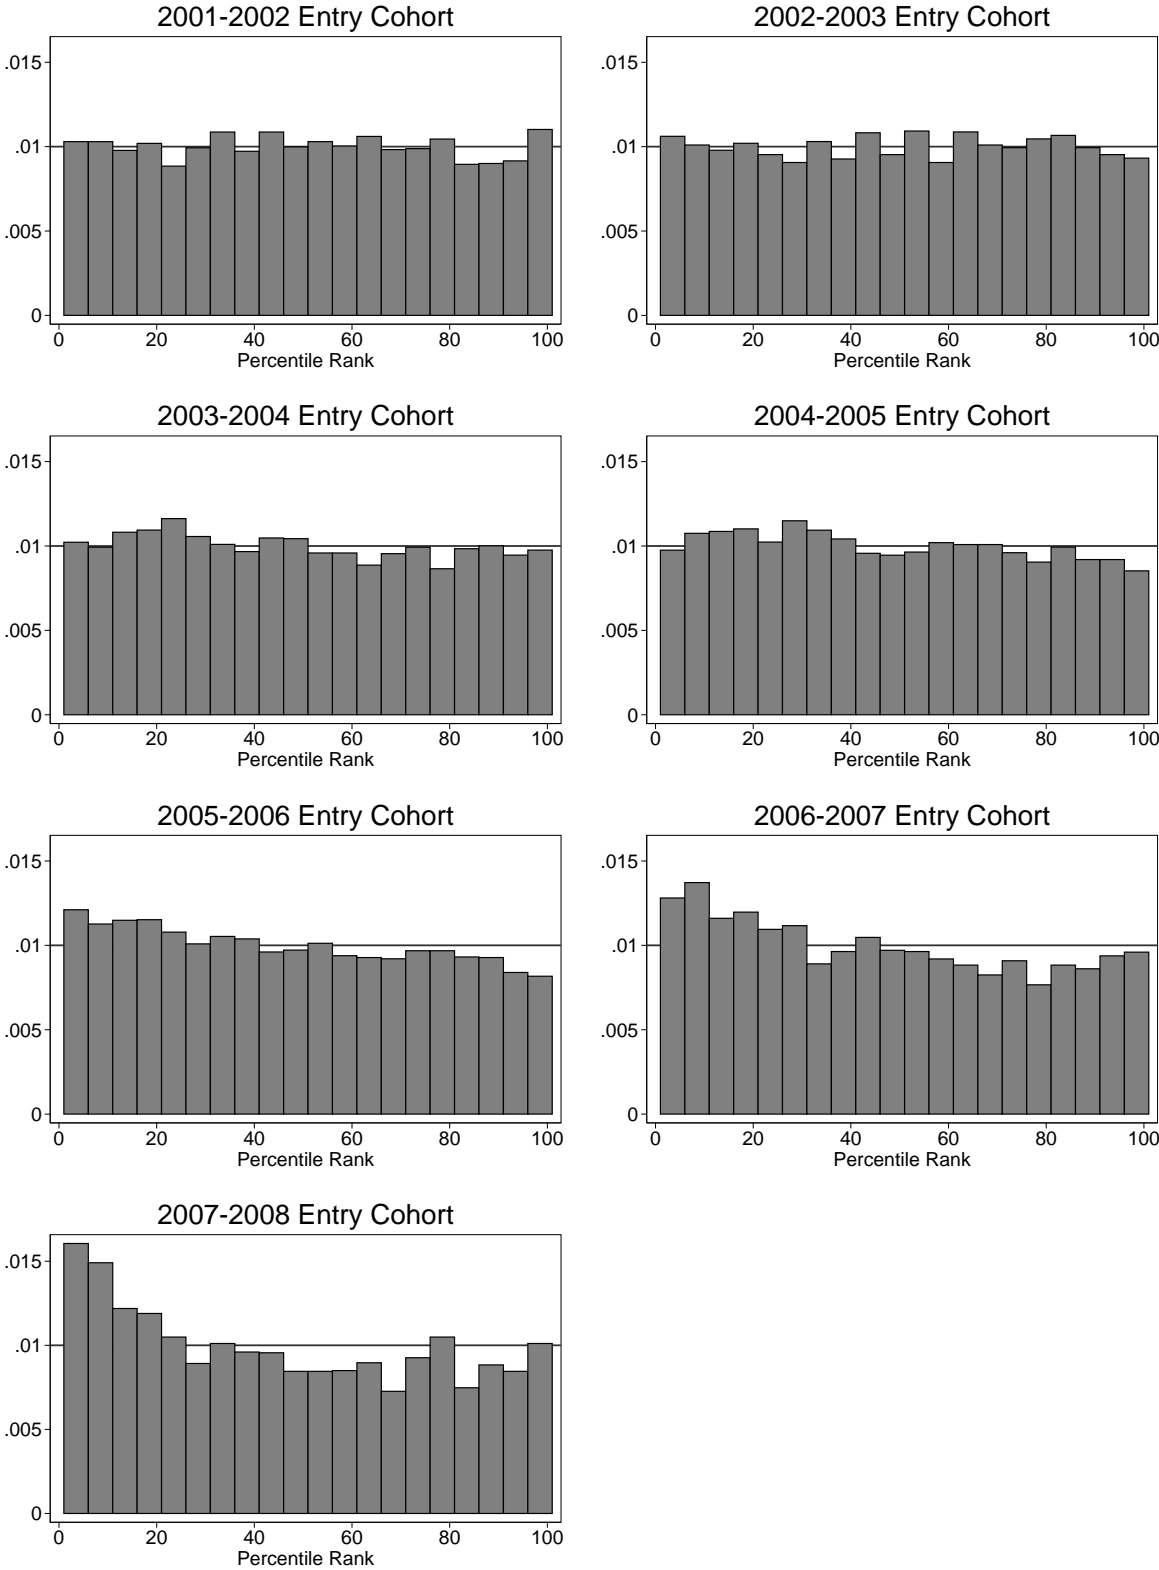 2001-2002 Entry Cohort
.015
.01
.005
0
0 20 40 60 80 100
Percentile Rank
2002-2003 Entry Cohort
.015
.01
.005
0
0 20 40 60 80 100
Percentile Rank
2003-2004 Entry Cohort
.015
.01
.005
0
0 20 40 60 80 100
Percentile Rank
2004-2005 Entry Cohort
.015
.01
.005
0
0 20 40 60 80 100
Percentile Rank
2005-2006 Entry Cohort
.015
.01
.005
0
0 20 40 60 80 100
Percentile Rank
2006-2007 Entry Cohort
.015
.01
.005
0
0 20 40 60 80 100
Percentile Rank
2007-2008 Entry Cohort
.015
.01
.005
0
0 20 40 60 80 100
Percentile Rank